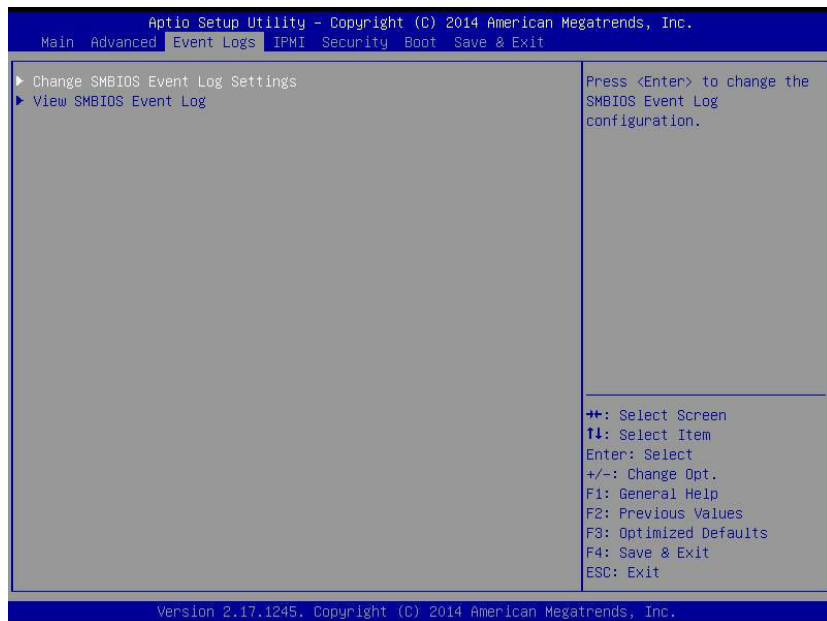 Aptio Setup Utility – Copyright (C) 2014 American Megatrends, Inc.
Main Advanced Event Logs IPMI Security Boot Save & Exit
▶ Change SMBIOS Event Log Settings
▶ View SMBIOS Event Log
Press <Enter> to change the
SMBIOS Event Log
configuration.
→←: Select Screen
↑↓: Select Item
Enter: Select
+/-: Change Opt.
F1: General Help
F2: Previous Values
F3: Optimized Defaults
F4: Save & Exit
ESC: Exit
Version 2.17.1245. Copyright (C) 2014 American Megatrends, Inc.